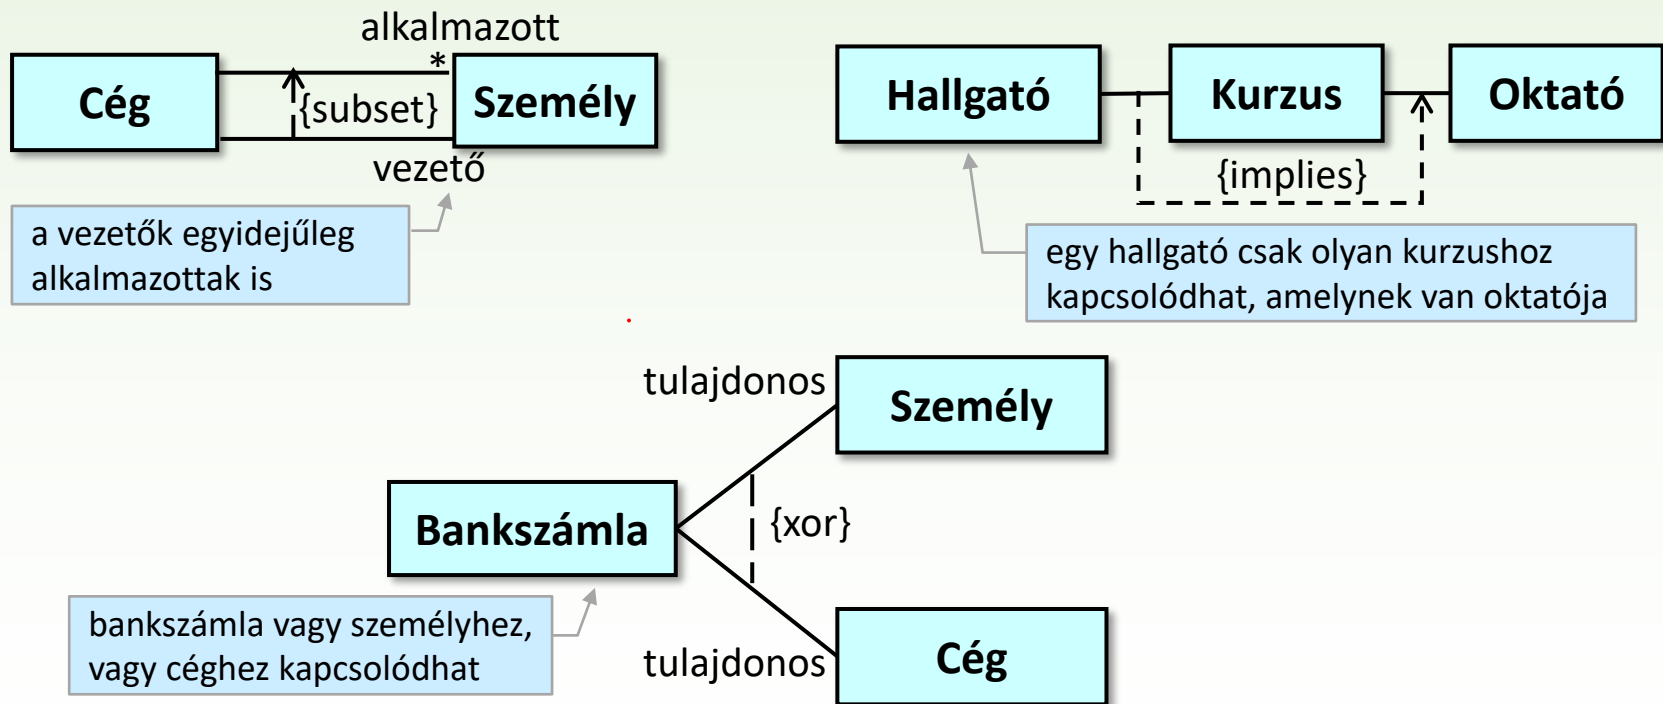 alkalmazott
*
Cég
{subset}
Személy
vezető
a vezetők egyidejűleg
alkalmazottak is
Hallgató
Kurzus
Oktató
{implies}
egy hallgató csak olyan kurzushoz
kapcsolódhat, amelynek van oktatója
tulajdonos
Személy
Bankszámla
{xor}
bankszámla vagy személyhez,
vagy céghez kapcsolódhat
tulajdonos
Cég